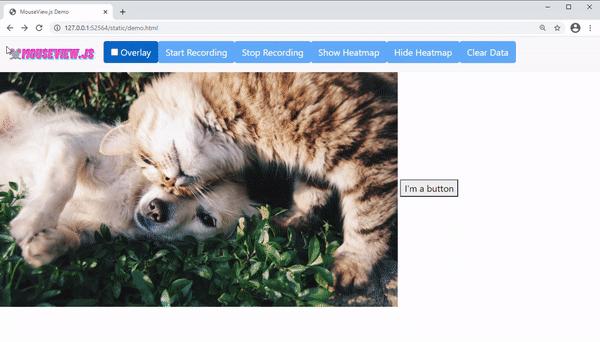 MouseView.js Demo
127.0.0.1:52564/static/demo.html
MOUSEVIEW.JS
Overlay
Start Recording
Stop Recording
Show Heatmap
Hide Heatmap
Clear Data
I'm a button